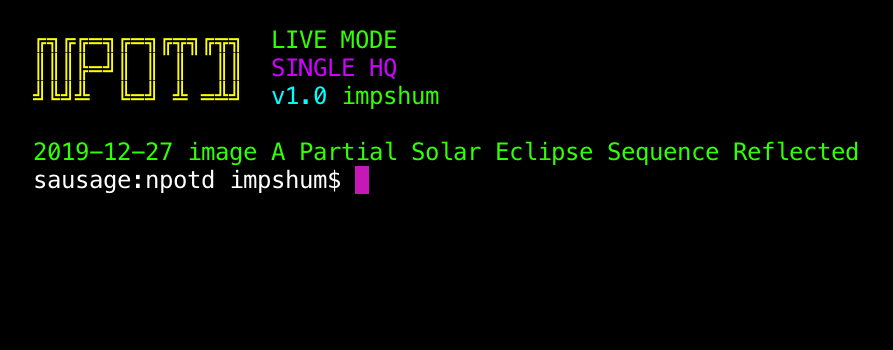 NPOTD
LIVE MODE
SINGLE HQ
v1.0 impshum
2019-12-27 image A Partial Solar Eclipse Sequence Reflected
sausage:npotd impshum$